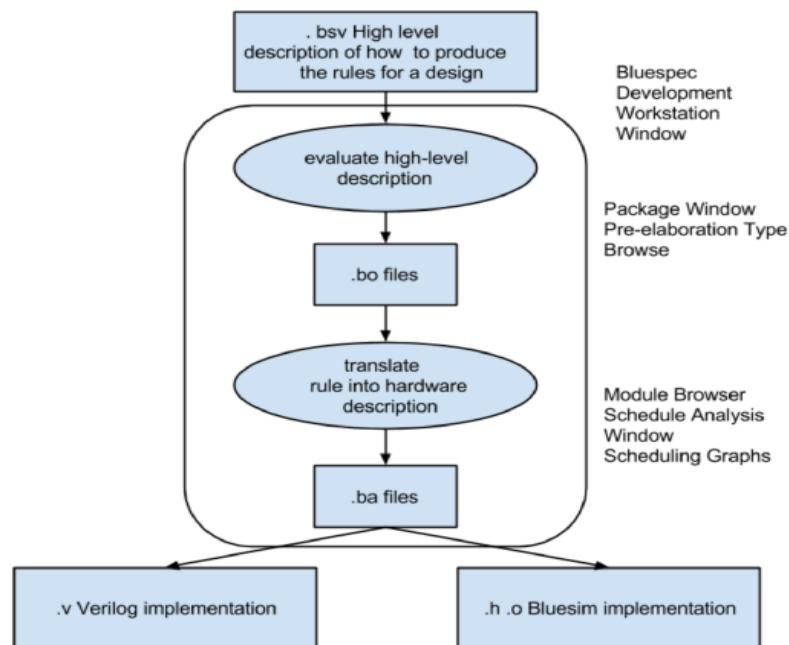 . bsv High level
description of how to produce
the rules for a design
Bluespec
Development
Workstation
Window
evaluate high-level
description
Package Window
Pre-elaboration Type
Browse
.bo files
translate
rule into hardware
description
Module Browser
Schedule Analysis
Window
Scheduling Graphs
.ba files
.v Verilog implementation
.h .o Bluesim implementation